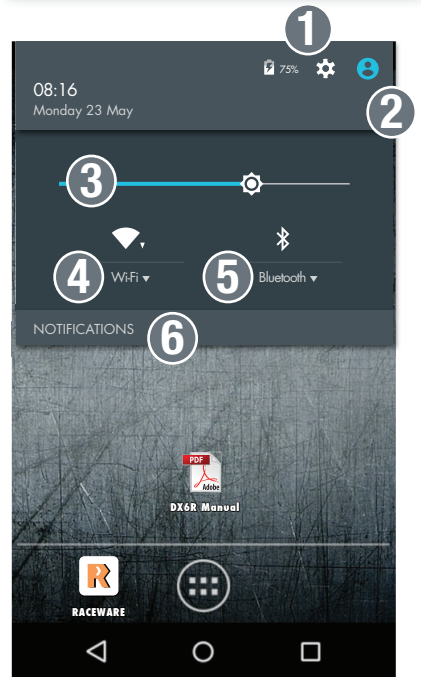 1
75%
08:16
2
Monday 23 May
3
4
Wi-Fi
5
Bluetooth
NOTIFICATIONS
6
PDF
Adobe
DX6R Manual
R
RACEWARE